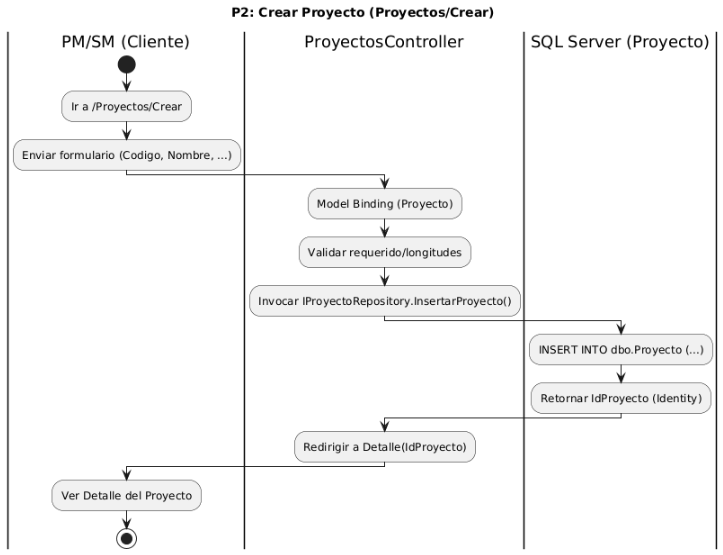 P2: Crear Proyecto (Proyectos/Crear)
PM/SM (Cliente)
ProyectosController
SQL Server (Proyecto)
Ir a /Proyectos/Crear
Enviar formulario (Codigo, Nombre, ...)
Model Binding (Proyecto)
Validar requerido/longitudes
Invocar IProyectoRepository.InsertarProyecto()
INSERT INTO dbo.Proyecto (...)
Retornar IdProyecto (Identity)
Redirigir a Detalle(IdProyecto)
Ver Detalle del Proyecto